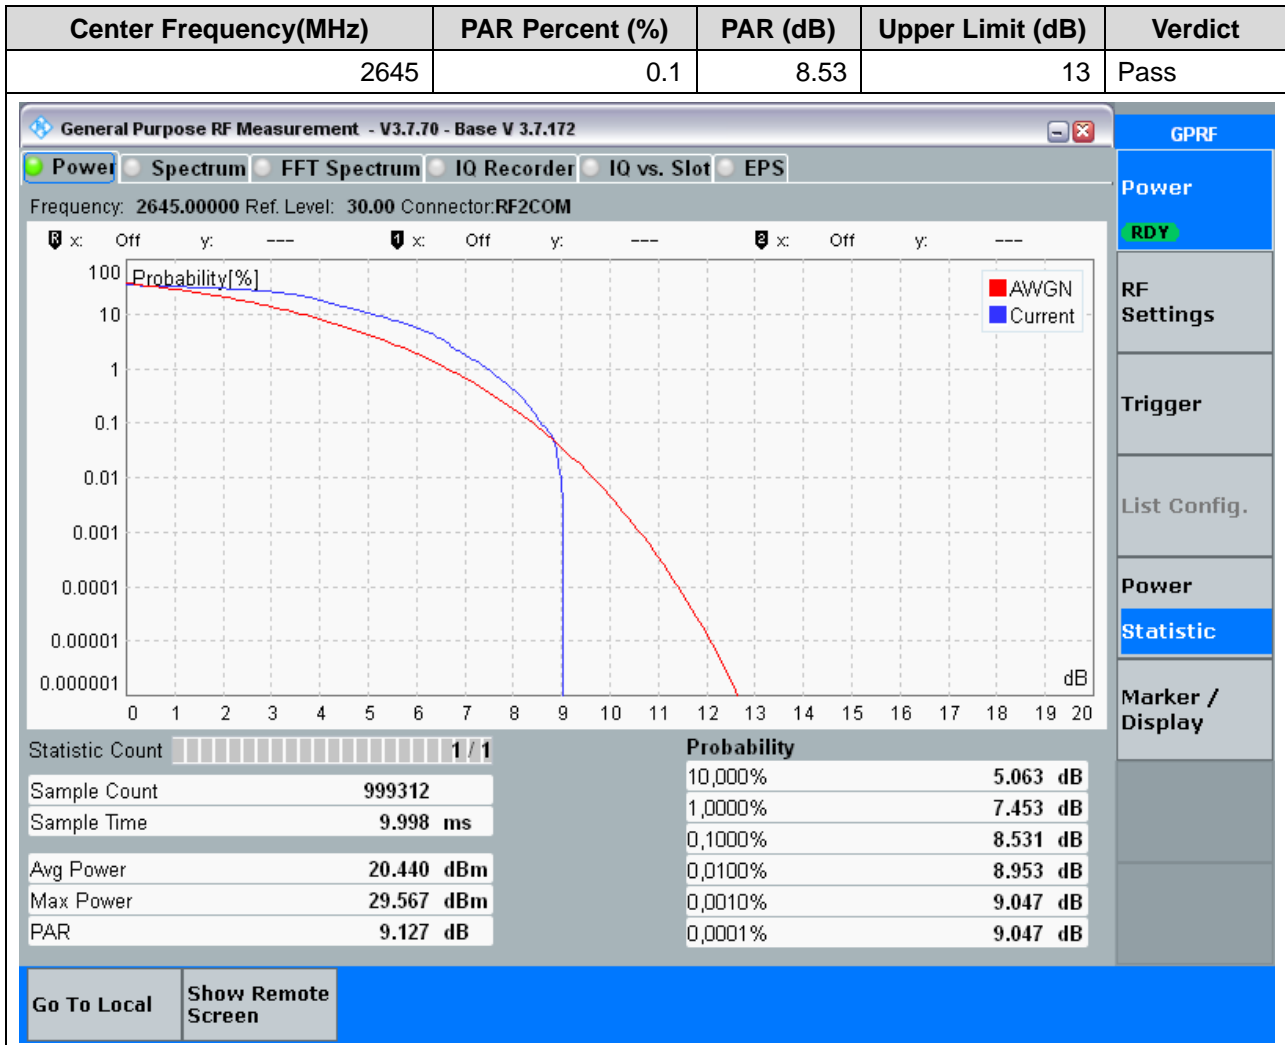 Center Frequency(MHz) PAR Percent (%) PAR (dB) Upper Limit (dB) Verdict
2645 0.1 8.53 13 Pass
General Purpose RF Measurement - V3.7.70 - Base V 3.7.172
GPRF
Power Spectrum FFT Spectrum IQ Recorder IQ vs. Slot EPS
Power
RDY
Frequency: 2645.00000 Ref. Level: 30.00 Connector:RF2COM
R x: Off y: --- 1 x: Off y: --- 2 x: Off y: ---
Probability[%]
AWGN
Current
100
10
1
0.1
0.01
0.001
0.0001
0.00001
0.000001
dB
0 1 2 3 4 5 6 7 8 9 10 11 12 13 14 15 16 17 18 19 20
RF
Settings
Trigger
List Config.
Power
Statistic
Marker /
Display
Statistic Count 1 / 1
Sample Count 999312
Sample Time 9.998 ms
Avg Power 20.440 dBm
Max Power 29.567 dBm
PAR 9.127 dB
Probability
10,000% 5.063 dB
1,0000% 7.453 dB
0,1000% 8.531 dB
0,0100% 8.953 dB
0,0010% 9.047 dB
0,0001% 9.047 dB
Go To Local
Show Remote
Screen